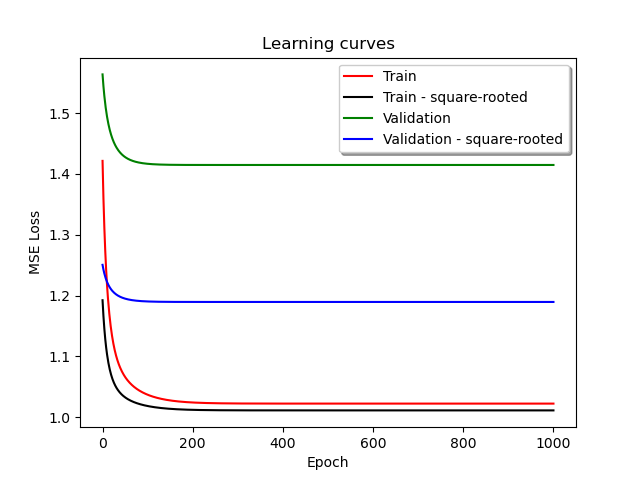 Learning curves
Train
Train - square-rooted
Validation
Validation - square-rooted
MSE Loss
1.5
1.4
1.3
1.2
1.1
1.0
0 200 400 600 800 1000
Epoch